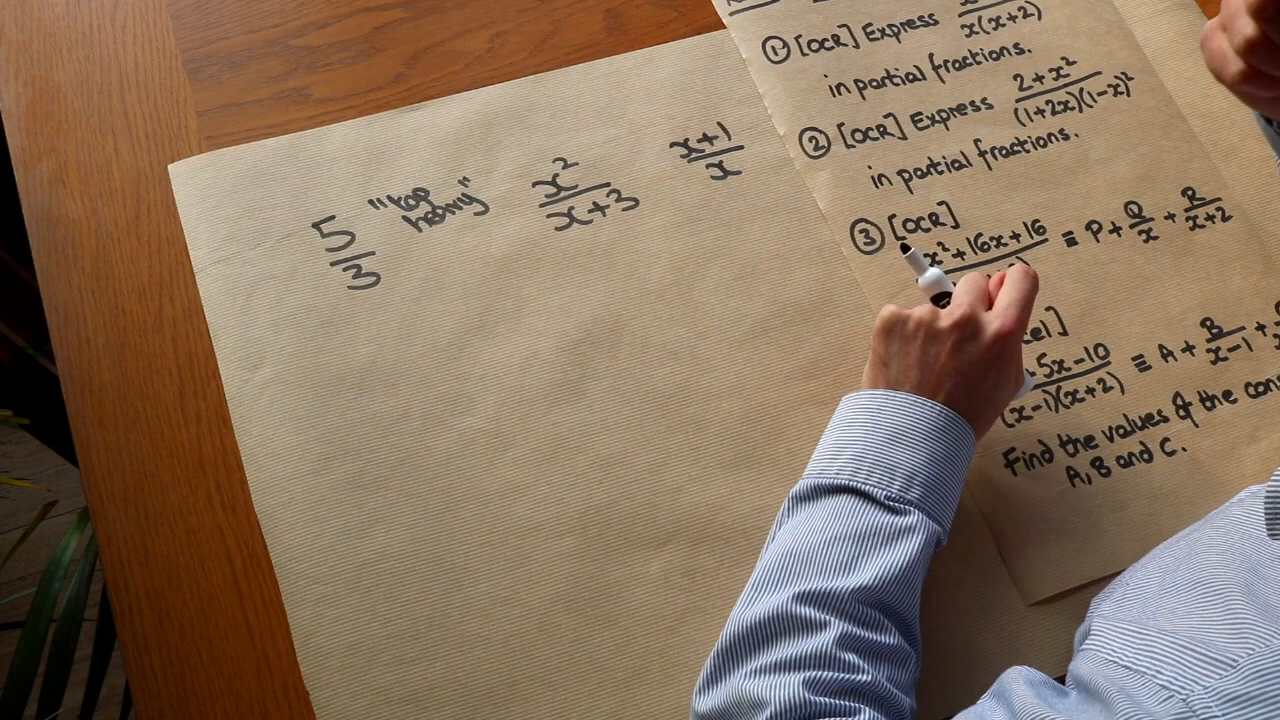 5/3 "top heavy" x²/(x+3) (x+1)/x
① [OCR] Express /x(x+2)
in partial fractions.
② [OCR] Express (2+x²)/((1+2x)(1-x)²)
in partial fractions.
③ [OCR]
x²+16x+16 ≡ P + Q/x + R/(x+2)
5x-10/((x-1)(x+2)) ≡ A + B/(x-1) +
Find the values of the
A, B and C.